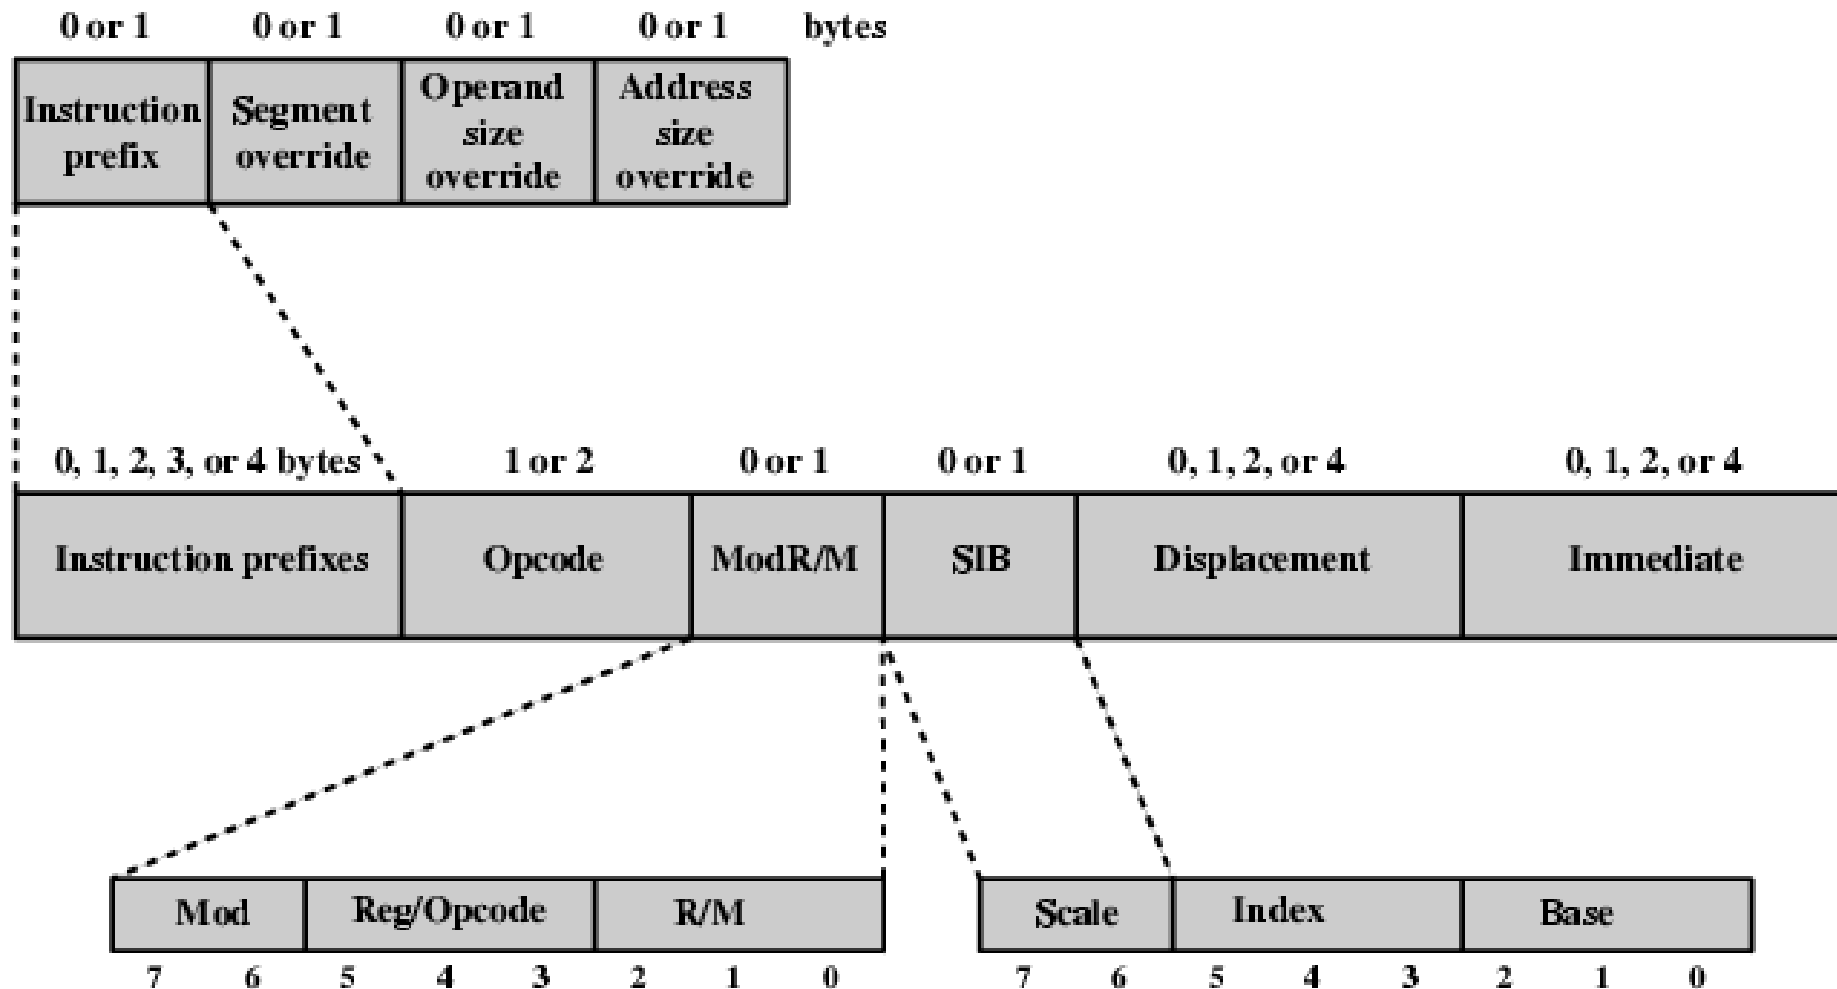 0 or 1 0 or 1 0 or 1 0 or 1 bytes
Instruction prefix
Segment override
Operand size override
Address size override
0, 1, 2, 3, or 4 bytes 1 or 2 0 or 1 0 or 1 0, 1, 2, or 4 0, 1, 2, or 4
Instruction prefixes Opcode ModR/M SIB Displacement Immediate
Mod Reg/Opcode R/M Scale Index Base
7 6 5 4 3 2 1 0 7 6 5 4 3 2 1 0